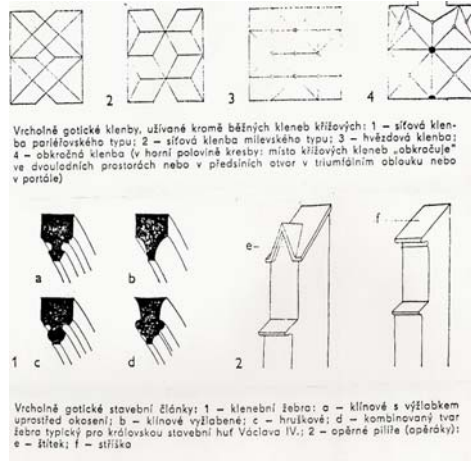 2
3
4
Vrcholně gotické klenby, užívané kromě běžných kleneb křížových: 1 – síťová klen-
ba parléřovského typu; 2 – síťová klenba milevského typu; 3 – hvězdová klenba;
4 – obkročná klenba (v horní polovině kresby: místo křížových kleneb „obkračuje"
ve dvoulodních prostorách nebo v předsíních otvor v triumfálním oblouku nebo
v portále)
a
b
e
f
1
c
d
2
Vrcholně gotické stavební články: 1 – klenební žebra: a – klínové s výžlabkem
uprostřed okosení; b – klínové vyžlabené; c – hruškové; d – kombinovaný tvar
žebra typický pro královskou stavební huť Václava IV.; 2 – opěrné pilíře (opěráky):
e – štítek; f – stříška